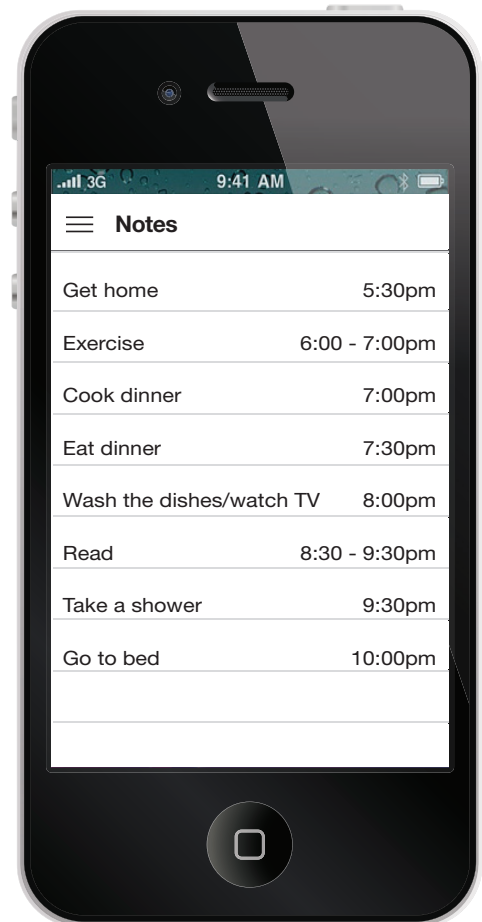 3G 9:41 AM
Notes
Get home 5:30pm
Exercise 6:00 - 7:00pm
Cook dinner 7:00pm
Eat dinner 7:30pm
Wash the dishes/watch TV 8:00pm
Read 8:30 - 9:30pm
Take a shower 9:30pm
Go to bed 10:00pm